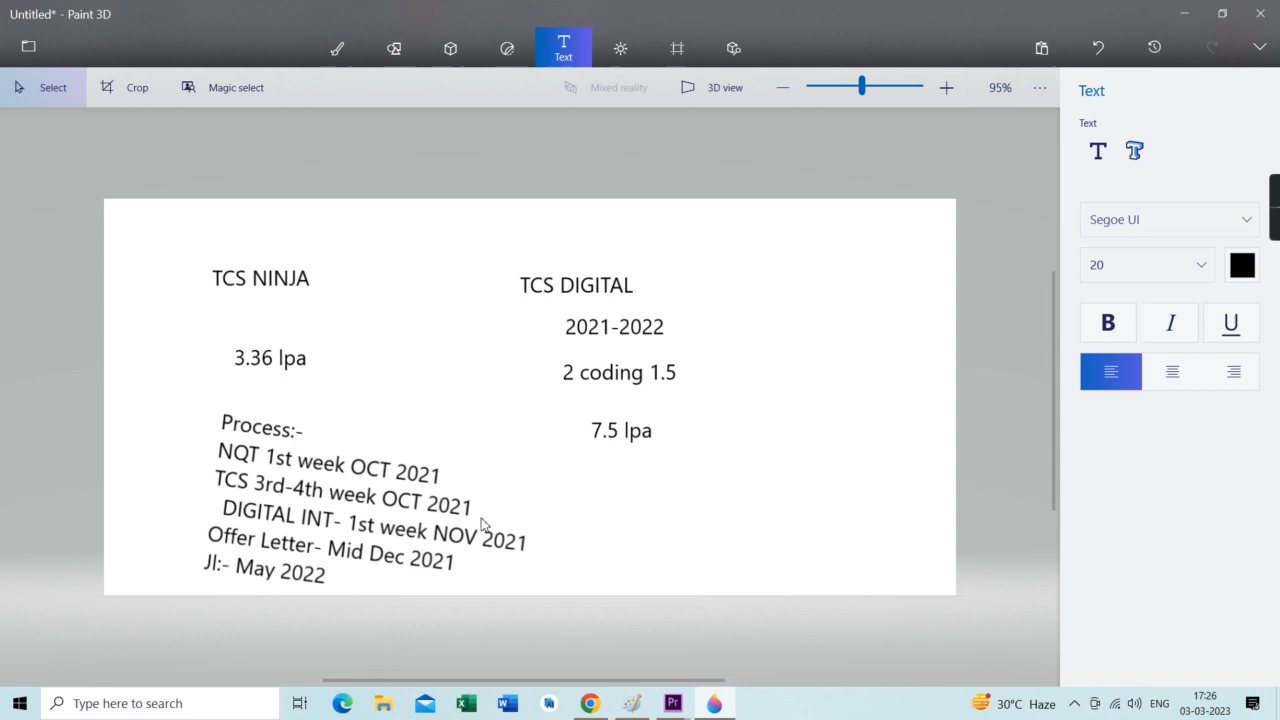 Untitled* - Paint 3D
Text
Select
Crop
Magic select
Mixed reality
3D view
95%
Text
Text
Segoe UI
20
B I U
TCS NINJA
TCS DIGITAL
2021-2022
3.36 lpa
2 coding 1.5
7.5 lpa
Process:-
NQT 1st week OCT 2021
TCS 3rd-4th week OCT 2021
DIGITAL INT- 1st week NOV 2021
Offer Letter- Mid Dec 2021
Jl:- May 2022
Type here to search
30°C Haze
ENG
17:26
03-03-2023